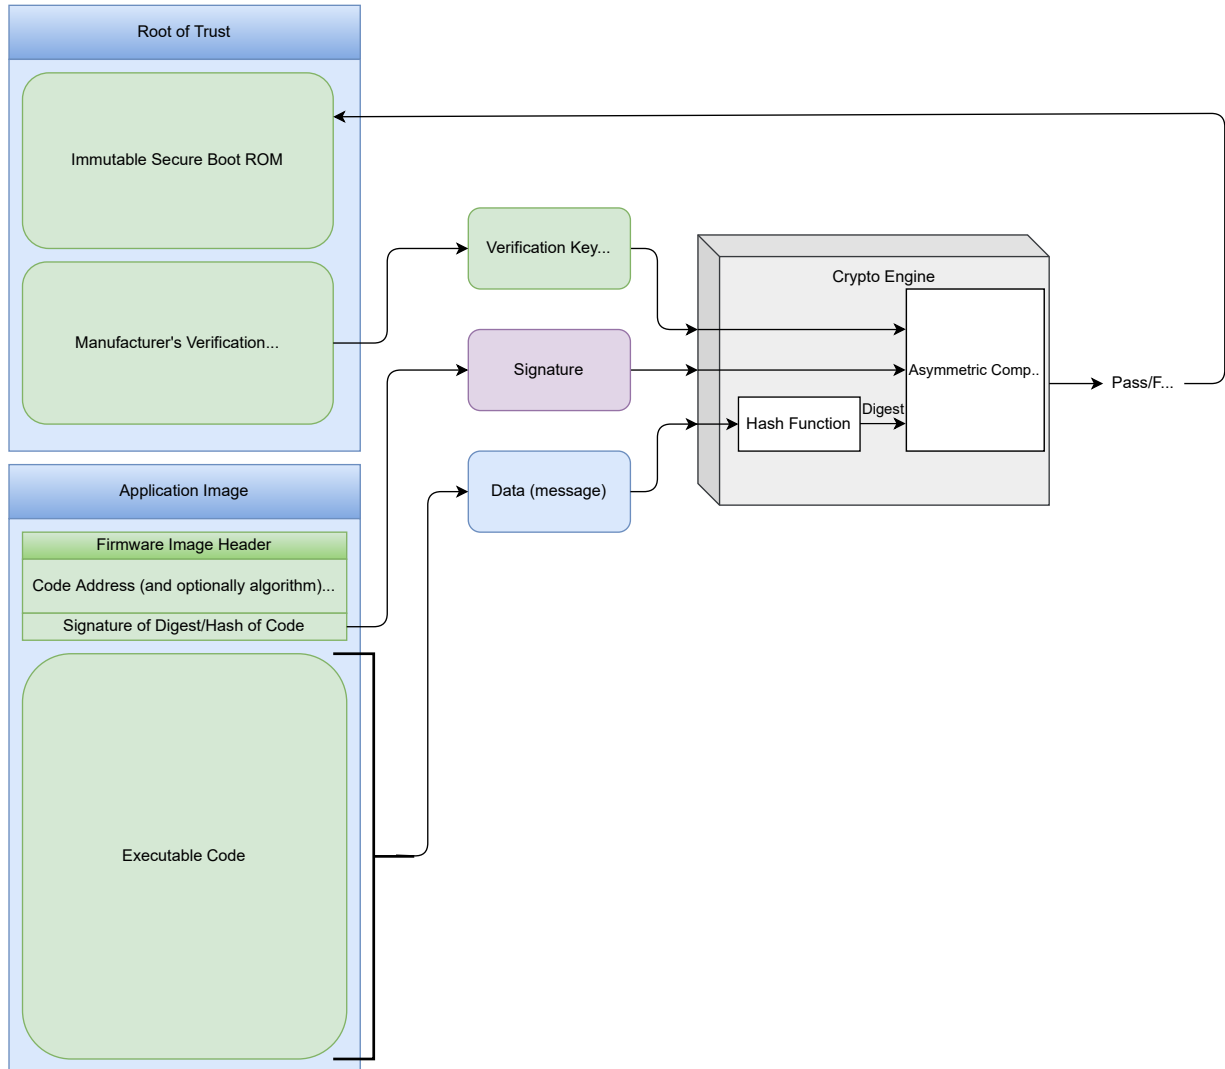 Root of Trust
Immutable Secure Boot ROM
Manufacturer's Verification...
Verification Key...
Signature
Data (message)
Crypto Engine
Asymmetric Comp..
Hash Function
Digest
Pass/F...
Application Image
Firmware Image Header
Code Address (and optionally algorithm)...
Signature of Digest/Hash of Code
Executable Code